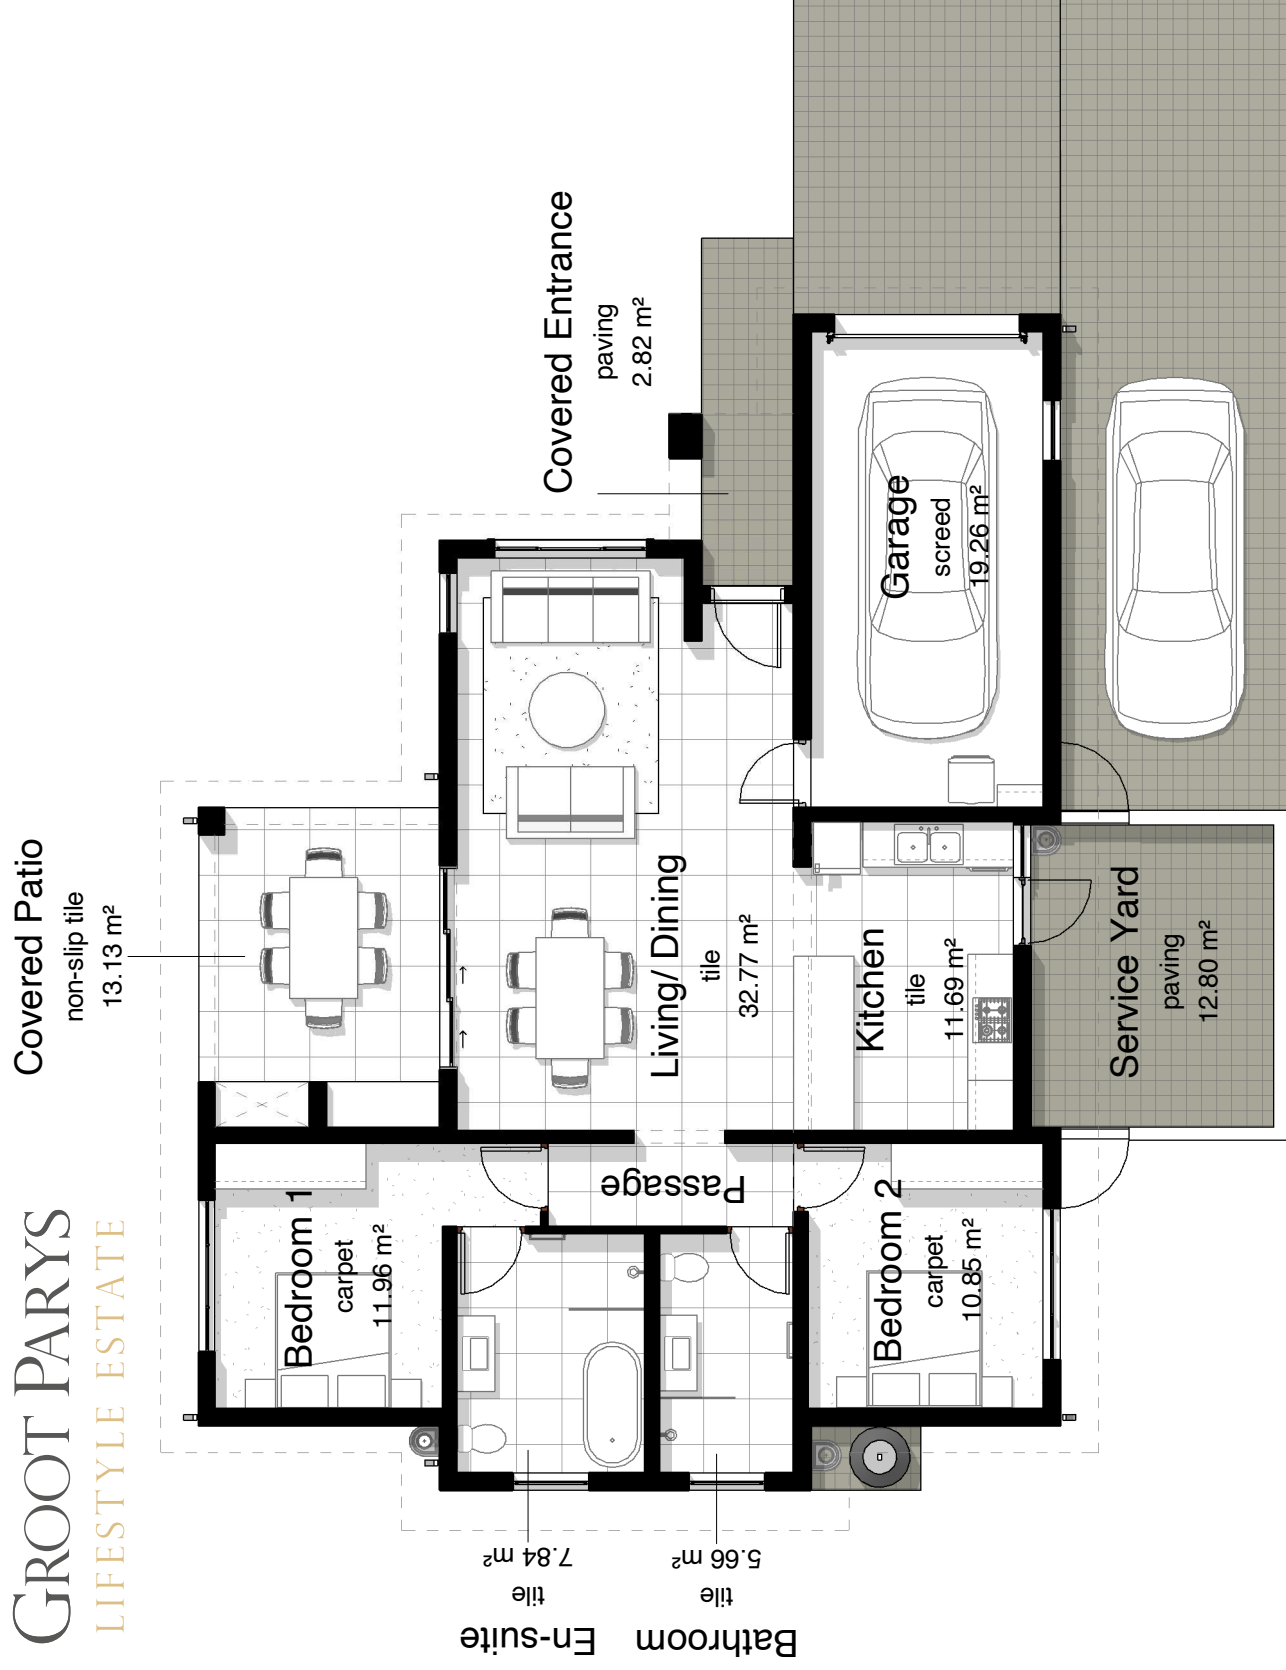 GROOT PARYS
LIFESTYLE ESTATE
Covered Patio
non-slip tile
13.13 m²
Covered Entrance
paving
2.82 m²
Living/ Dining
tile
32.77 m²
Garage
screed
19.26 m²
Kitchen
tile
11.69 m²
Service Yard
paving
12.80 m²
Passage
Bedroom 1
carpet
11.96 m²
Bedroom 2
carpet
10.85 m²
En-suite
tile
7.84 m²
Bathroom
tile
5.66 m²